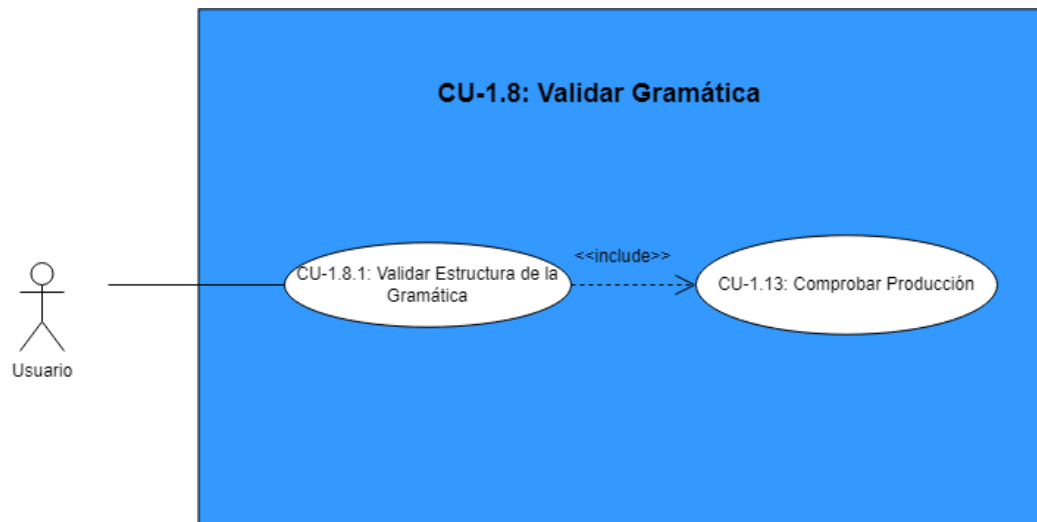 CU-1.8: Validar Gramática
<<include>>
CU-1.8.1: Validar Estructura de la
Gramática
CU-1.13: Comprobar Producción
Usuario